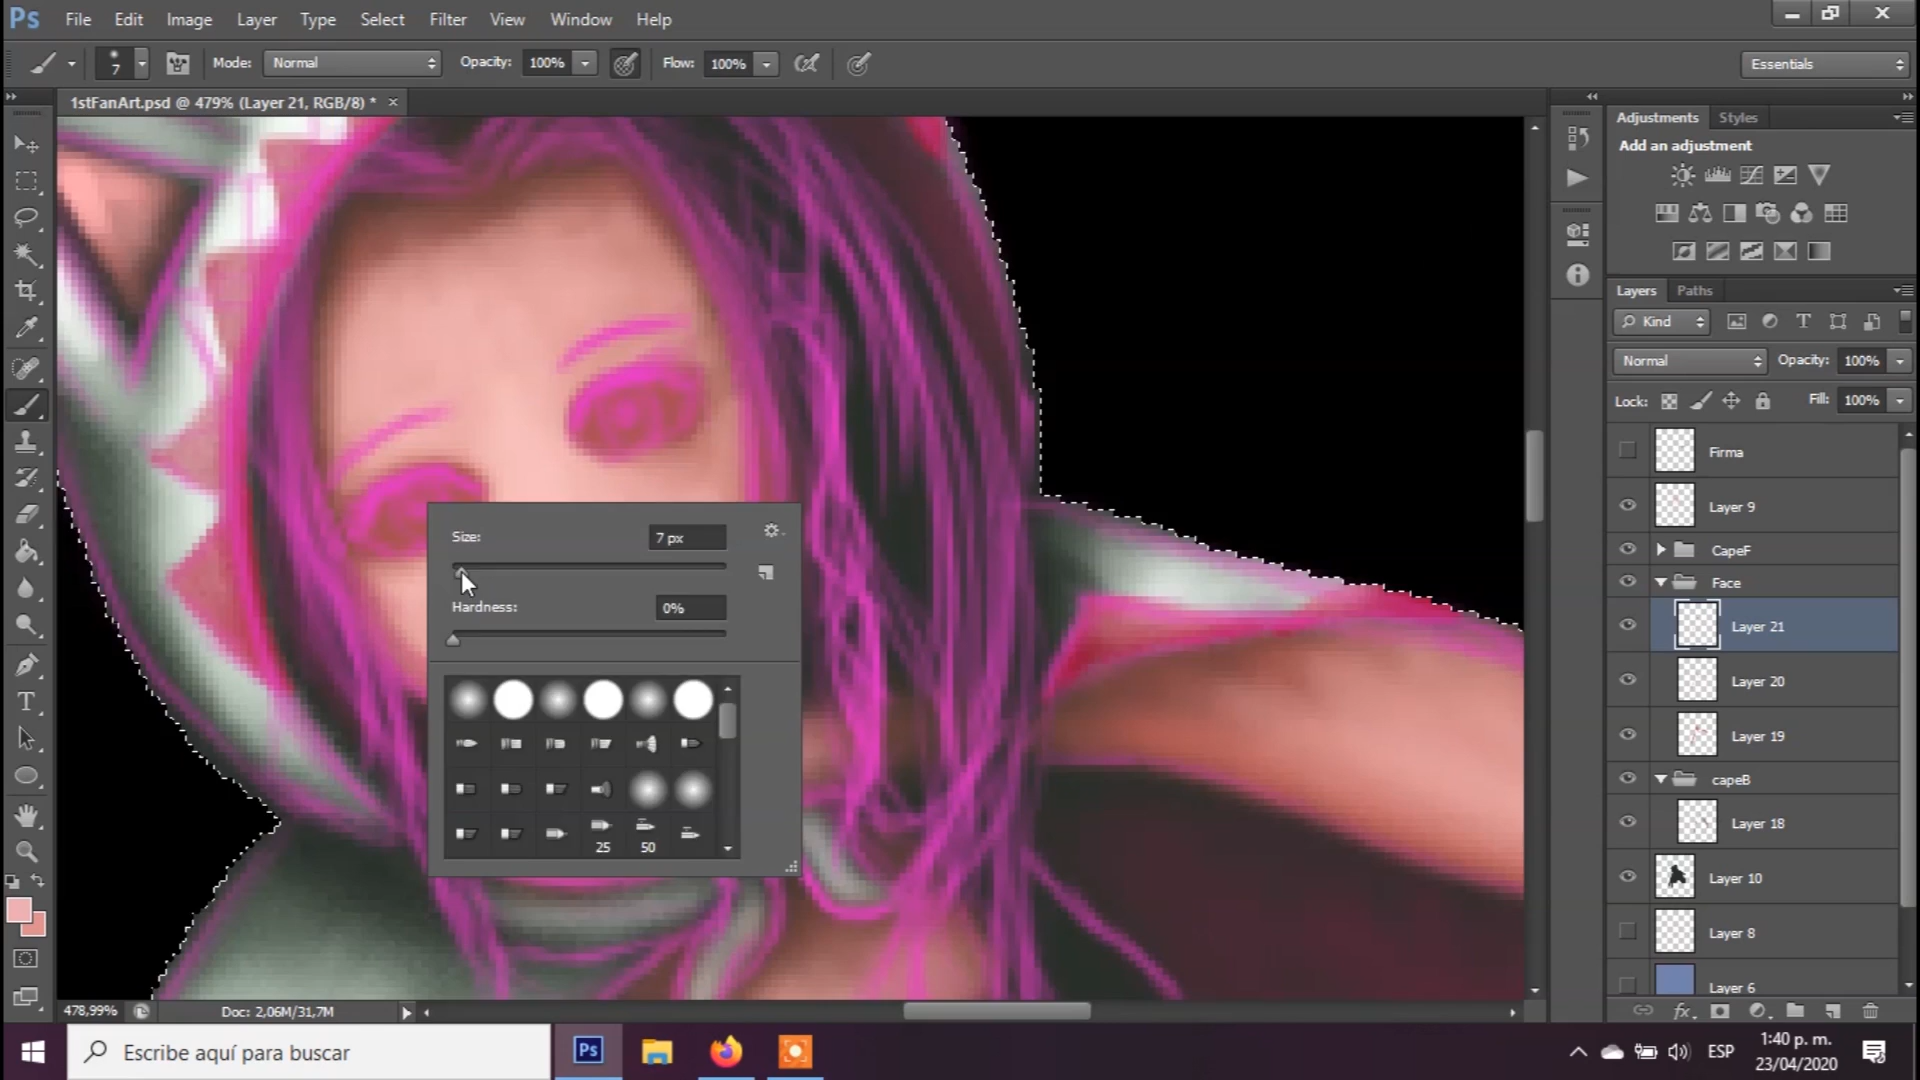 Ps File Edit Image Layer Type Select Filter View Window Help
7 Mode: Normal Opacity: 100% Flow: 100% Essentials
1stFanArt.psd @ 479% (Layer 21, RGB/8) * ×
Adjustments Styles
Add an adjustment
Layers Paths
Kind T
Normal Opacity: 100%
Lock: Fill: 100%
Firma
Layer 9
CapeF
Face
Layer 21
Layer 20
Layer 19
capeB
Layer 18
Layer 10
Layer 8
Layer 6
fx
Size: 7 px
Hardness: 0%
25 50
T
478,99% Doc: 2,06M/31,7M
Escribe aquí para buscar
Ps
ESP
1:40 p. m.
23/04/2020